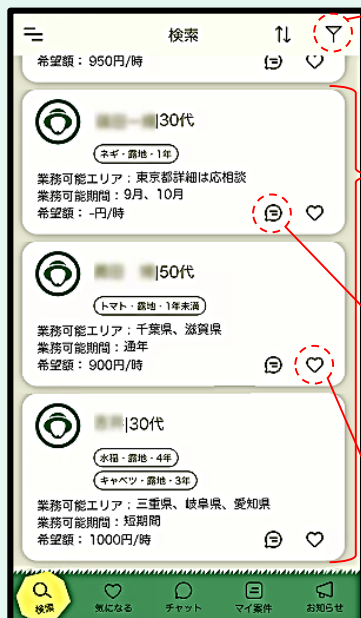 検索
希望額：950円/時
|30代
ネギ・露地・1年
業務可能エリア：東京都詳細は応相談
業務可能期間：9月、10月
希望額：-円/時
|50代
トマト・露地・1年未満
業務可能エリア：千葉県、滋賀県
業務可能期間：通年
希望額：900円/時
|30代
水稲・露地・4年
キャベツ・露地・3年
業務可能エリア：三重県、岐阜県、愛知県
業務可能期間：短期間
希望額：1000円/時
検索 気になる チャット マイ案件 お知らせ